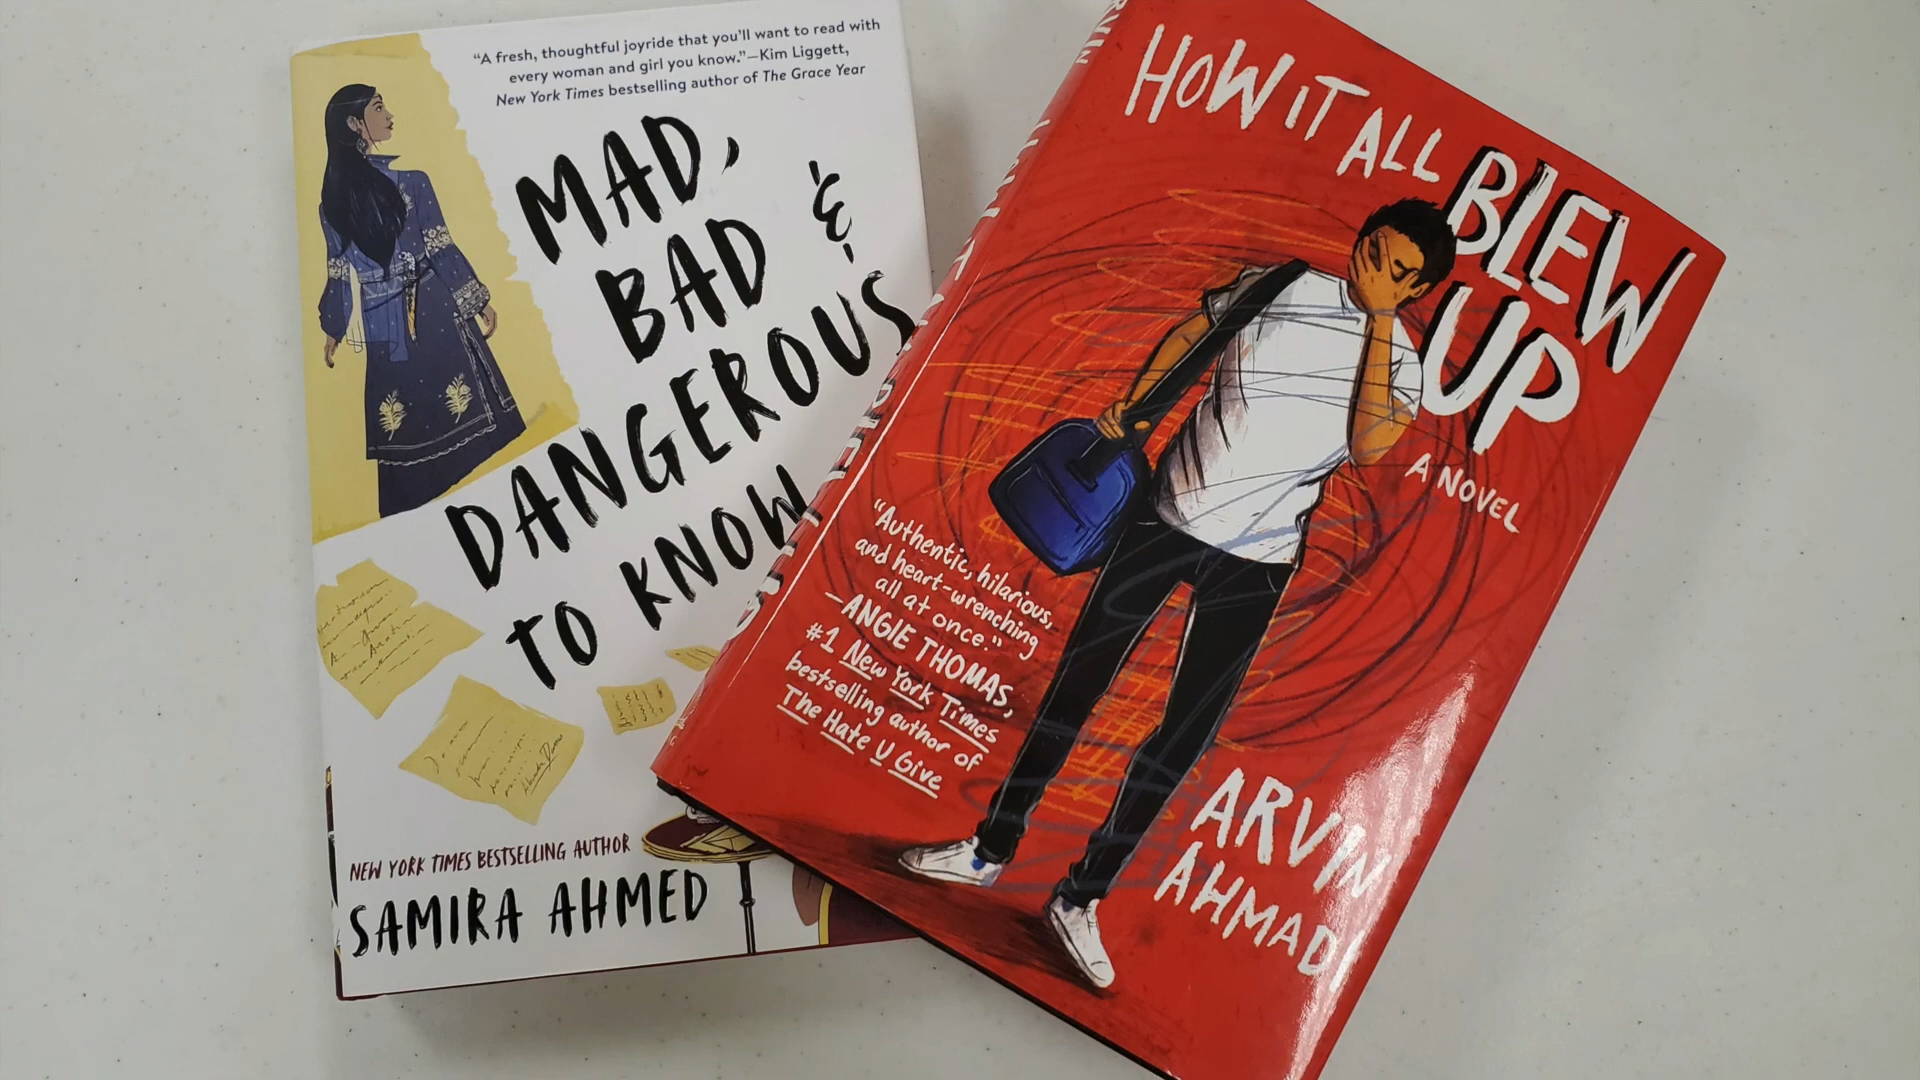 “A fresh, thoughtful joyride that you’ll want to read with
every woman and girl you know.”—Kim Liggett,
New York Times bestselling author of The Grace Year
MAD,
BAD &
DANGEROUS
TO KNOW
NEW YORK TIMES BESTSELLING AUTHOR
SAMIRA AHMED
HOW IT ALL
BLEW
UP
A NOVEL
“Authentic, hilarious,
and heart-wrenching
all at once.”
—ANGIE THOMAS,
#1 New York Times
bestselling author of
The Hate U Give
ARVIN
AHMADI